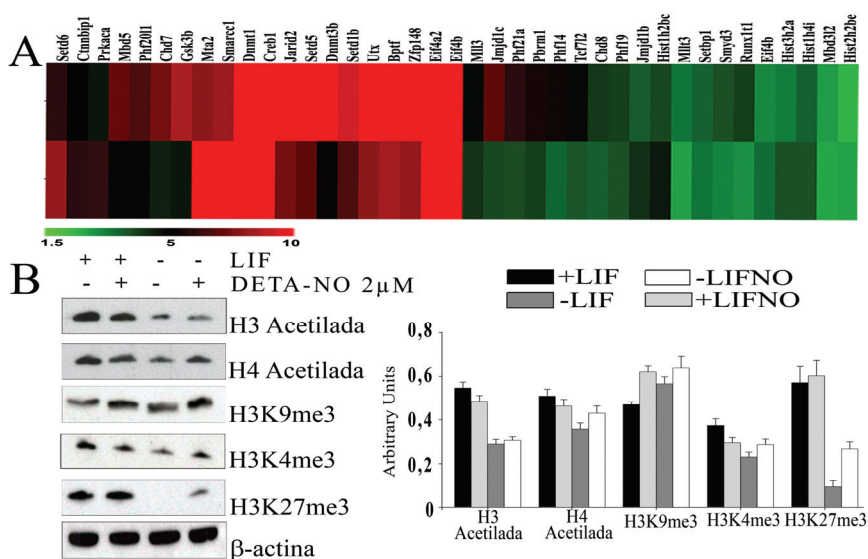 A
Setd6
Ctnnbip1
Prkaca
Mbd5
Phf20l1
Chd7
Gsk3b
Mta2
Smarcc1
Dnmt1
Creb1
Jarid2
Setd5
Dnmt3b
Setd1b
Utx
Bptf
Zfp148
Eif4a2
Eif4b
Mll3
Jmjd1c
Phf21a
Pbrm1
Phf14
Tcf7l2
Chd8
Phf19
Jmjd1b
Hist1h2bc
Mllt3
Setbp1
Smyd3
Runx1t1
Eif4b
Hist3h2a
Hist1h4i
Mbd3l2
Hist2h2be
1.5 5 10
B
+ + - - LIF
- + - + DETA-NO 2μM
H3 Acetilada
H4 Acetilada
H3K9me3
H3K4me3
H3K27me3
β-actina
+LIF -LIFNO
-LIF +LIFNO
Arbitrary Units
0,8
0,6
0,4
0,2
0
H3 Acetilada
H4 Acetilada
H3K9me3
H3K4me3
H3K27me3